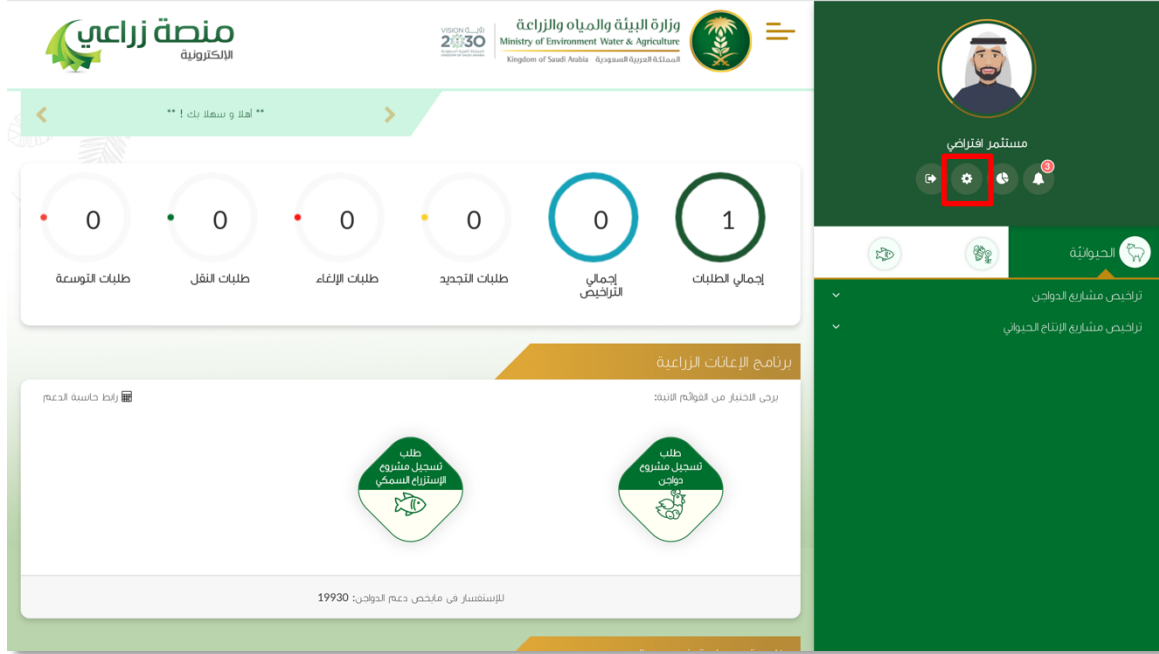 منصة زراعي
الإلكترونية
VISION رؤيــة
2030
وزارة البيئة والمياه والزراعة
Ministry of Environment Water & Agriculture
Kingdom of Saudi Arabia المملكة العربية السعودية
مستثمر افتراضي
3
** أهلا و سهلا بك ! **
الحيوانيّة
تراخيص مشاريع الدواجن
تراخيص مشاريع الإنتاج الحيواني
1
إجمالي الطلبات
0
إجمالي
التراخيص
0
طلبات التجديد
0
طلبات الإلغاء
0
طلبات النقل
0
طلبات التوسعة
برنامج الإعانات الزراعية
يرجى الاختيار من القوائم الاتية:
رابط حاسبة الدعم
طلب
تسجيل مشروع
دواجن
طلب
تسجيل مشروع
الإستزراع السمكي
للإستفسار في مايخص دعم الدواجن: 19930